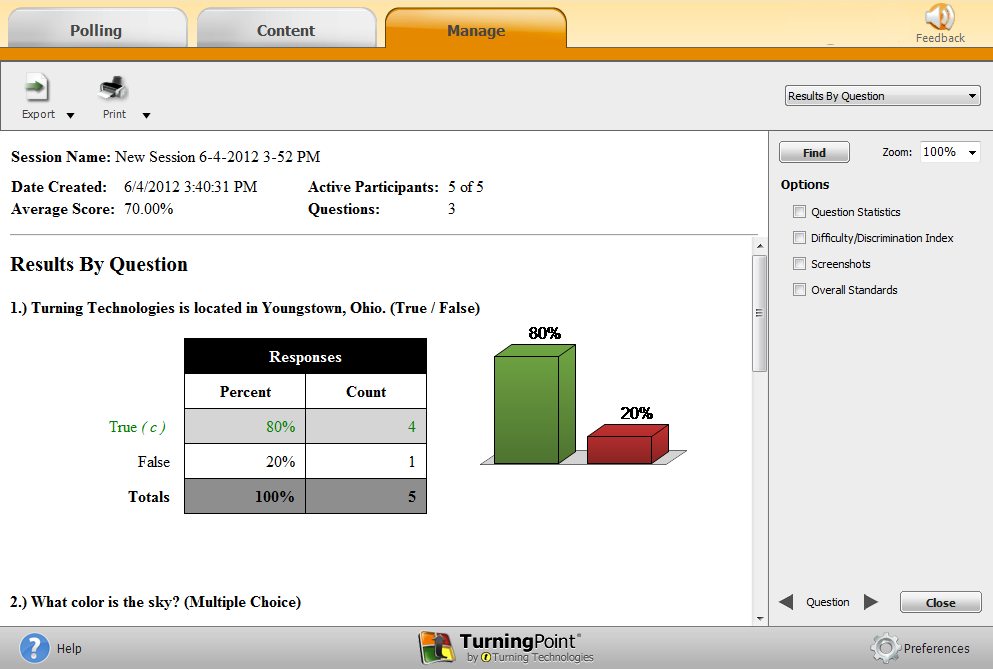 Polling
Content
Manage
Feedback
Export
Print
Results By Question
Session Name: New Session 6-4-2012 3-52 PM
Date Created: 6/4/2012 3:40:31 PM Active Participants: 5 of 5
Average Score: 70.00% Questions: 3
Find
Zoom: 100%
Options
Question Statistics
Difficulty/Discrimination Index
Screenshots
Overall Standards
Results By Question
1.) Turning Technologies is located in Youngstown, Ohio. (True / False)
Responses
Percent Count
True ( c ) 80% 4
False 20% 1
Totals 100% 5
80%
20%
2.) What color is the sky? (Multiple Choice)
Question
Close
? Help
TurningPoint®
by Turning Technologies
Preferences